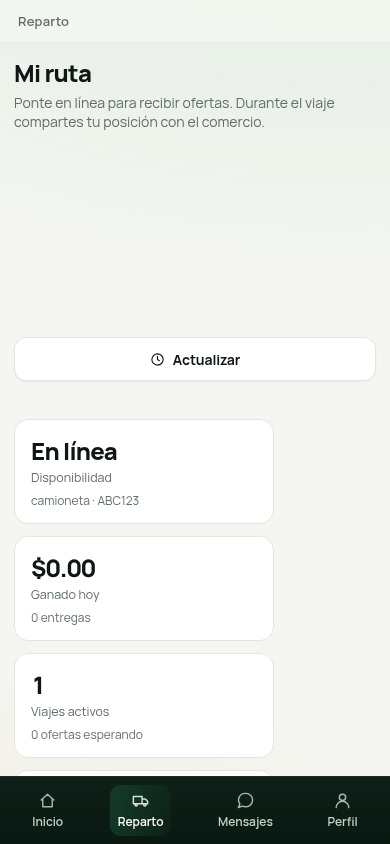 Reparto
Mi ruta
Ponte en línea para recibir ofertas. Durante el viaje
compartes tu posición con el comercio.
Actualizar
En línea
Disponibilidad
camioneta · ABC123
$0.00
Ganado hoy
0 entregas
1
Viajes activos
0 ofertas esperando
Inicio
Reparto
Mensajes
Perfil